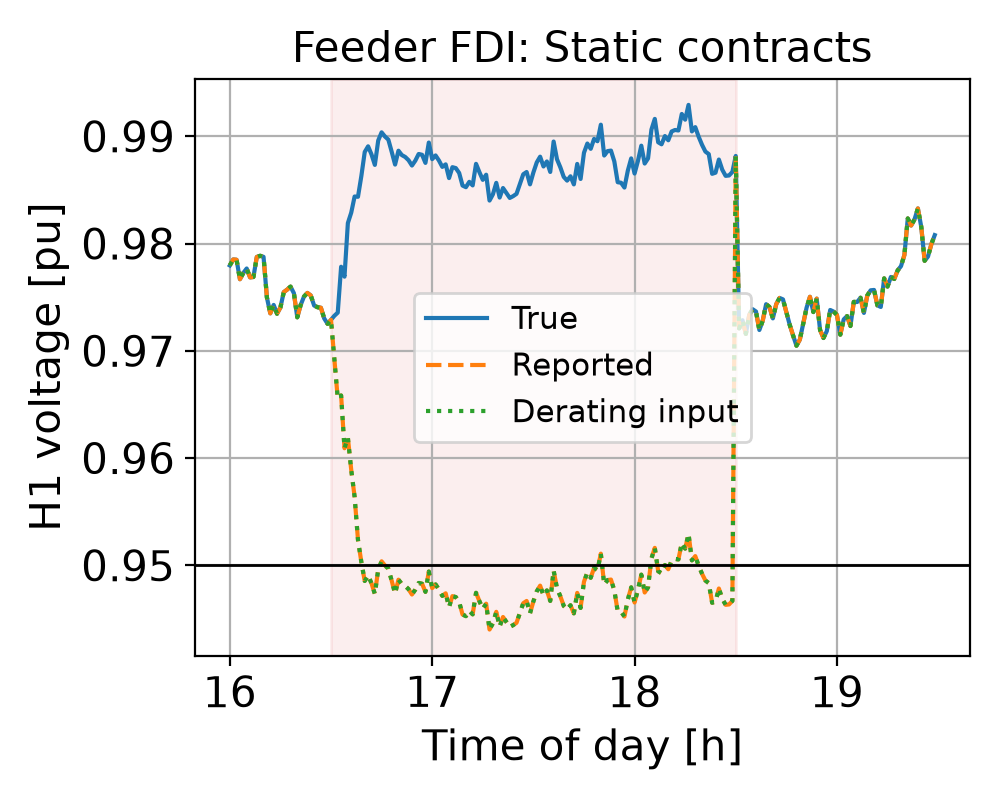 Feeder FDI: Static contracts
H1 voltage [pu]
0.99
0.98
0.97
0.96
0.95
True
Reported
Derating input
16
17
18
19
Time of day [h]